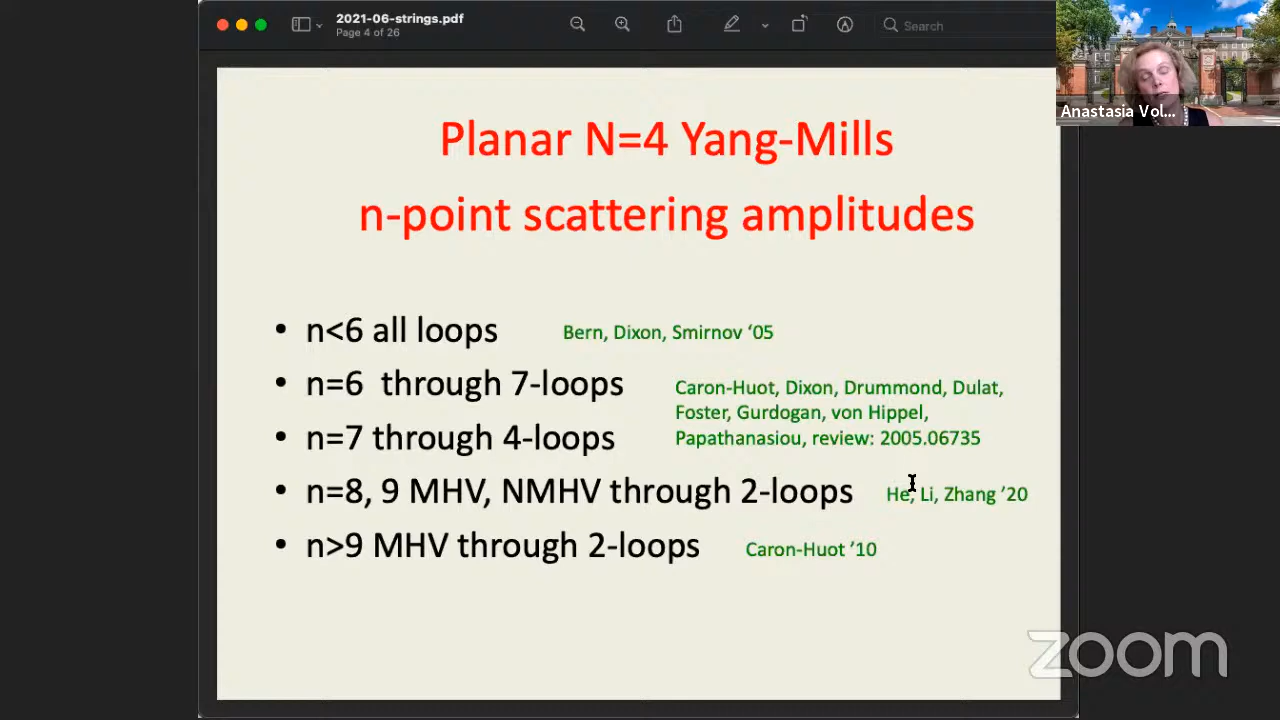 2021-06-strings.pdf
Page 4 of 26
Search
Anastasia Vol...
Planar N=4 Yang-Mills
n-point scattering amplitudes
• n<6 all loops Bern, Dixon, Smirnov ‘05
• n=6 through 7-loops Caron-Huot, Dixon, Drummond, Dulat,
Foster, Gurdogan, von Hippel,
• n=7 through 4-loops Papathanasiou, review: 2005.06735
• n=8, 9 MHV, NMHV through 2-loops He, Li, Zhang ’20
• n>9 MHV through 2-loops Caron-Huot ’10
zoom